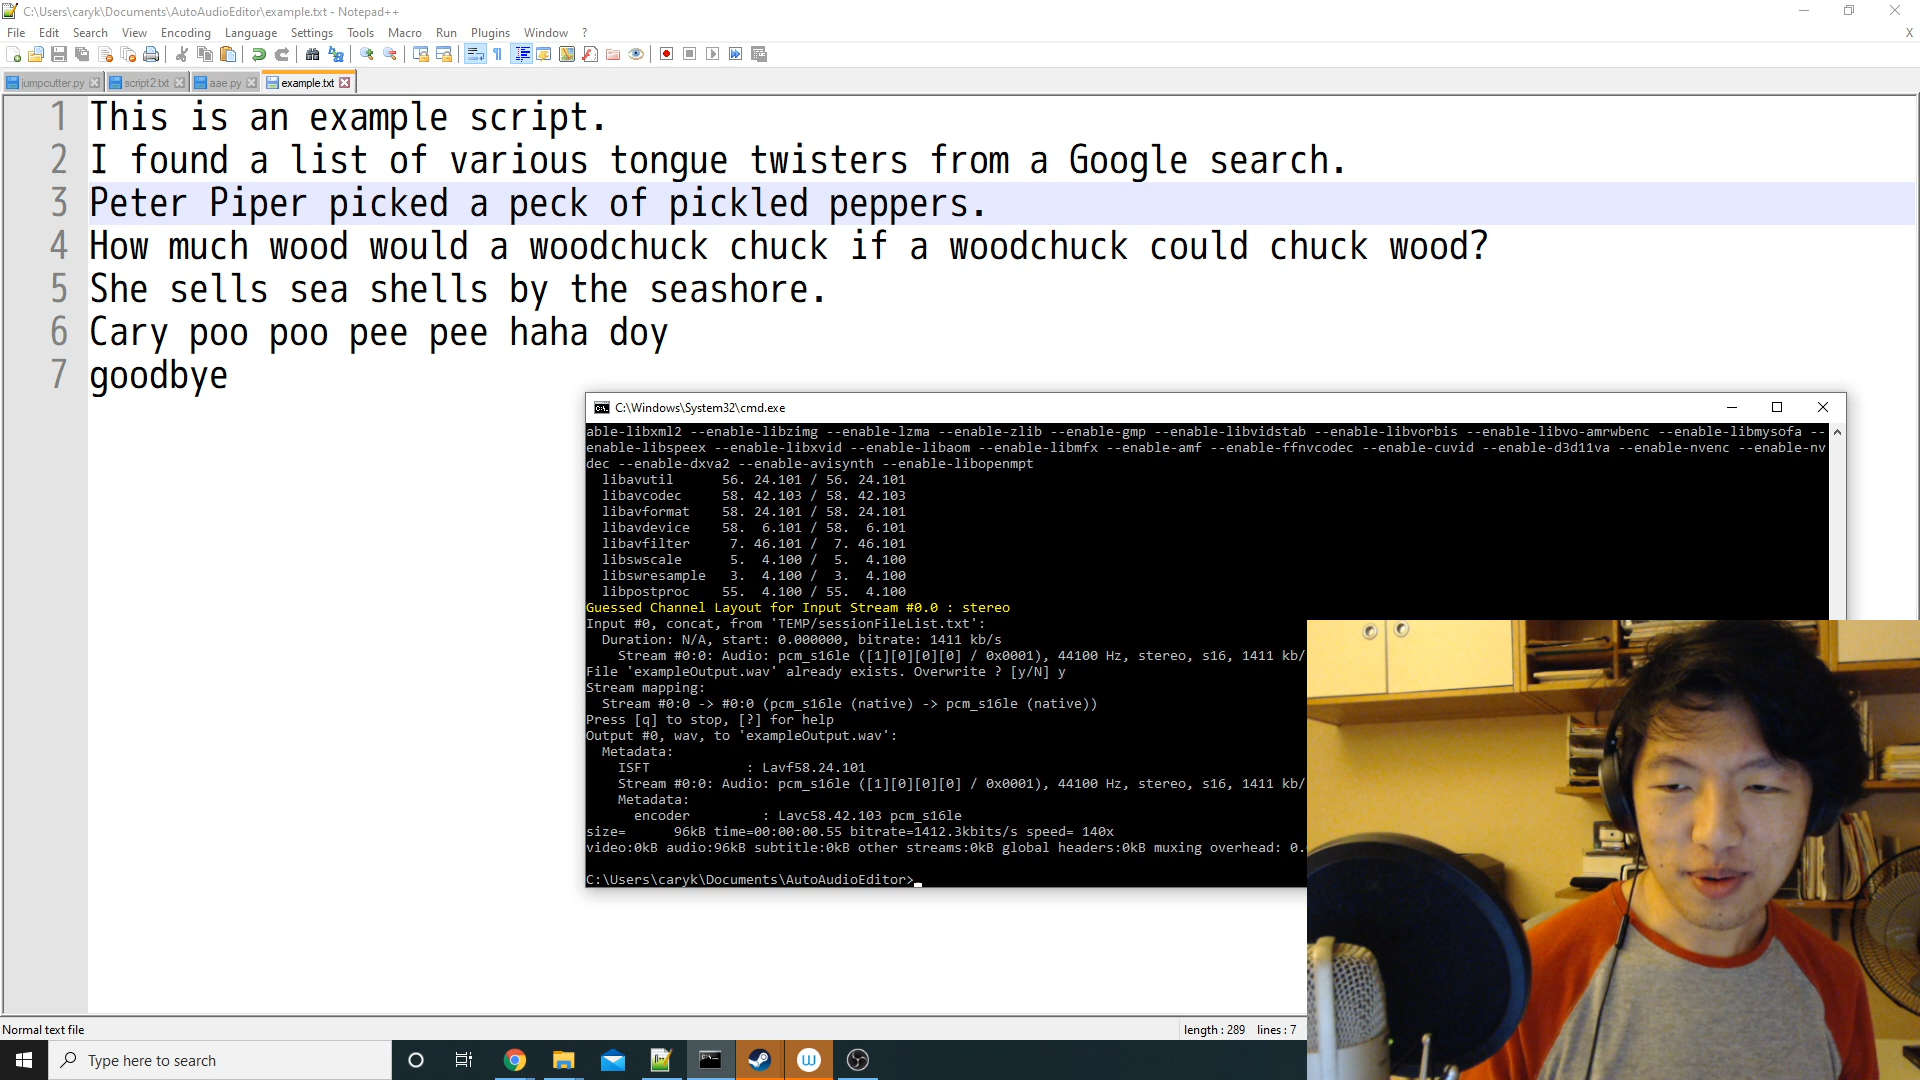 C:\Users\caryk\Documents\AutoAudioEditor\example.txt - Notepad++
File Edit Search View Encoding Language Settings Tools Macro Run Plugins Window ? X
jumpcutter.py script2.txt aae.py example.txt
1 This is an example script.
2 I found a list of various tongue twisters from a Google search.
3 Peter Piper picked a peck of pickled peppers.
4 How much wood would a woodchuck chuck if a woodchuck could chuck wood?
5 She sells sea shells by the seashore.
6 Cary poo poo pee pee haha doy
7 goodbye
C:\Windows\System32\cmd.exe
able-libxml2 --enable-libzimg --enable-lzma --enable-zlib --enable-gmp --enable-libvidstab --enable-libvorbis --enable-libvo-amrwbenc --enable-libmysofa --
enable-libspeex --enable-libxvid --enable-libaom --enable-libmfx --enable-amf --enable-ffnvcodec --enable-cuvid --enable-d3d11va --enable-nvenc --enable-nv
dec --enable-dxva2 --enable-avisynth --enable-libopenmpt
libavutil 56. 24.101 / 56. 24.101
libavcodec 58. 42.103 / 58. 42.103
libavformat 58. 24.101 / 58. 24.101
libavdevice 58. 6.101 / 58. 6.101
libavfilter 7. 46.101 / 7. 46.101
libswscale 5. 4.100 / 5. 4.100
libswresample 3. 4.100 / 3. 4.100
libpostproc 55. 4.100 / 55. 4.100
Guessed Channel Layout for Input Stream #0.0 : stereo
Input #0, concat, from 'TEMP/sessionFileList.txt':
Duration: N/A, start: 0.000000, bitrate: 1411 kb/s
Stream #0:0: Audio: pcm_s16le ([1][0][0][0] / 0x0001), 44100 Hz, stereo, s16, 1411 kb/
File 'exampleOutput.wav' already exists. Overwrite ? [y/N] y
Stream mapping:
Stream #0:0 -> #0:0 (pcm_s16le (native) -> pcm_s16le (native))
Press [q] to stop, [?] for help
Output #0, wav, to 'exampleOutput.wav':
Metadata:
ISFT : Lavf58.24.101
Stream #0:0: Audio: pcm_s16le ([1][0][0][0] / 0x0001), 44100 Hz, stereo, s16, 1411 kb/
Metadata:
encoder : Lavc58.42.103 pcm_s16le
size= 96kB time=00:00:00.55 bitrate=1412.3kbits/s speed= 140x
video:0kB audio:96kB subtitle:0kB other streams:0kB global headers:0kB muxing overhead: 0.
C:\Users\caryk\Documents\AutoAudioEditor>
Normal text file length : 289 lines : 7
Type here to search